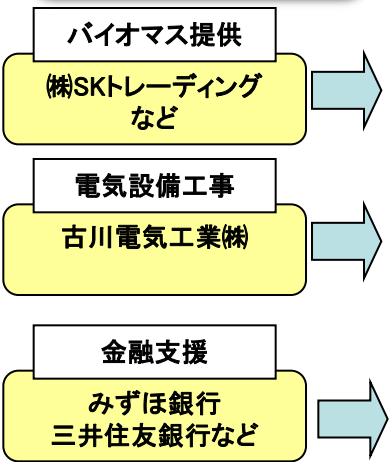 バイオマス提供
㈱SKトレーディング
など
電気設備工事
古川電気工業㈱
金融支援
みずほ銀行
三井住友銀行など